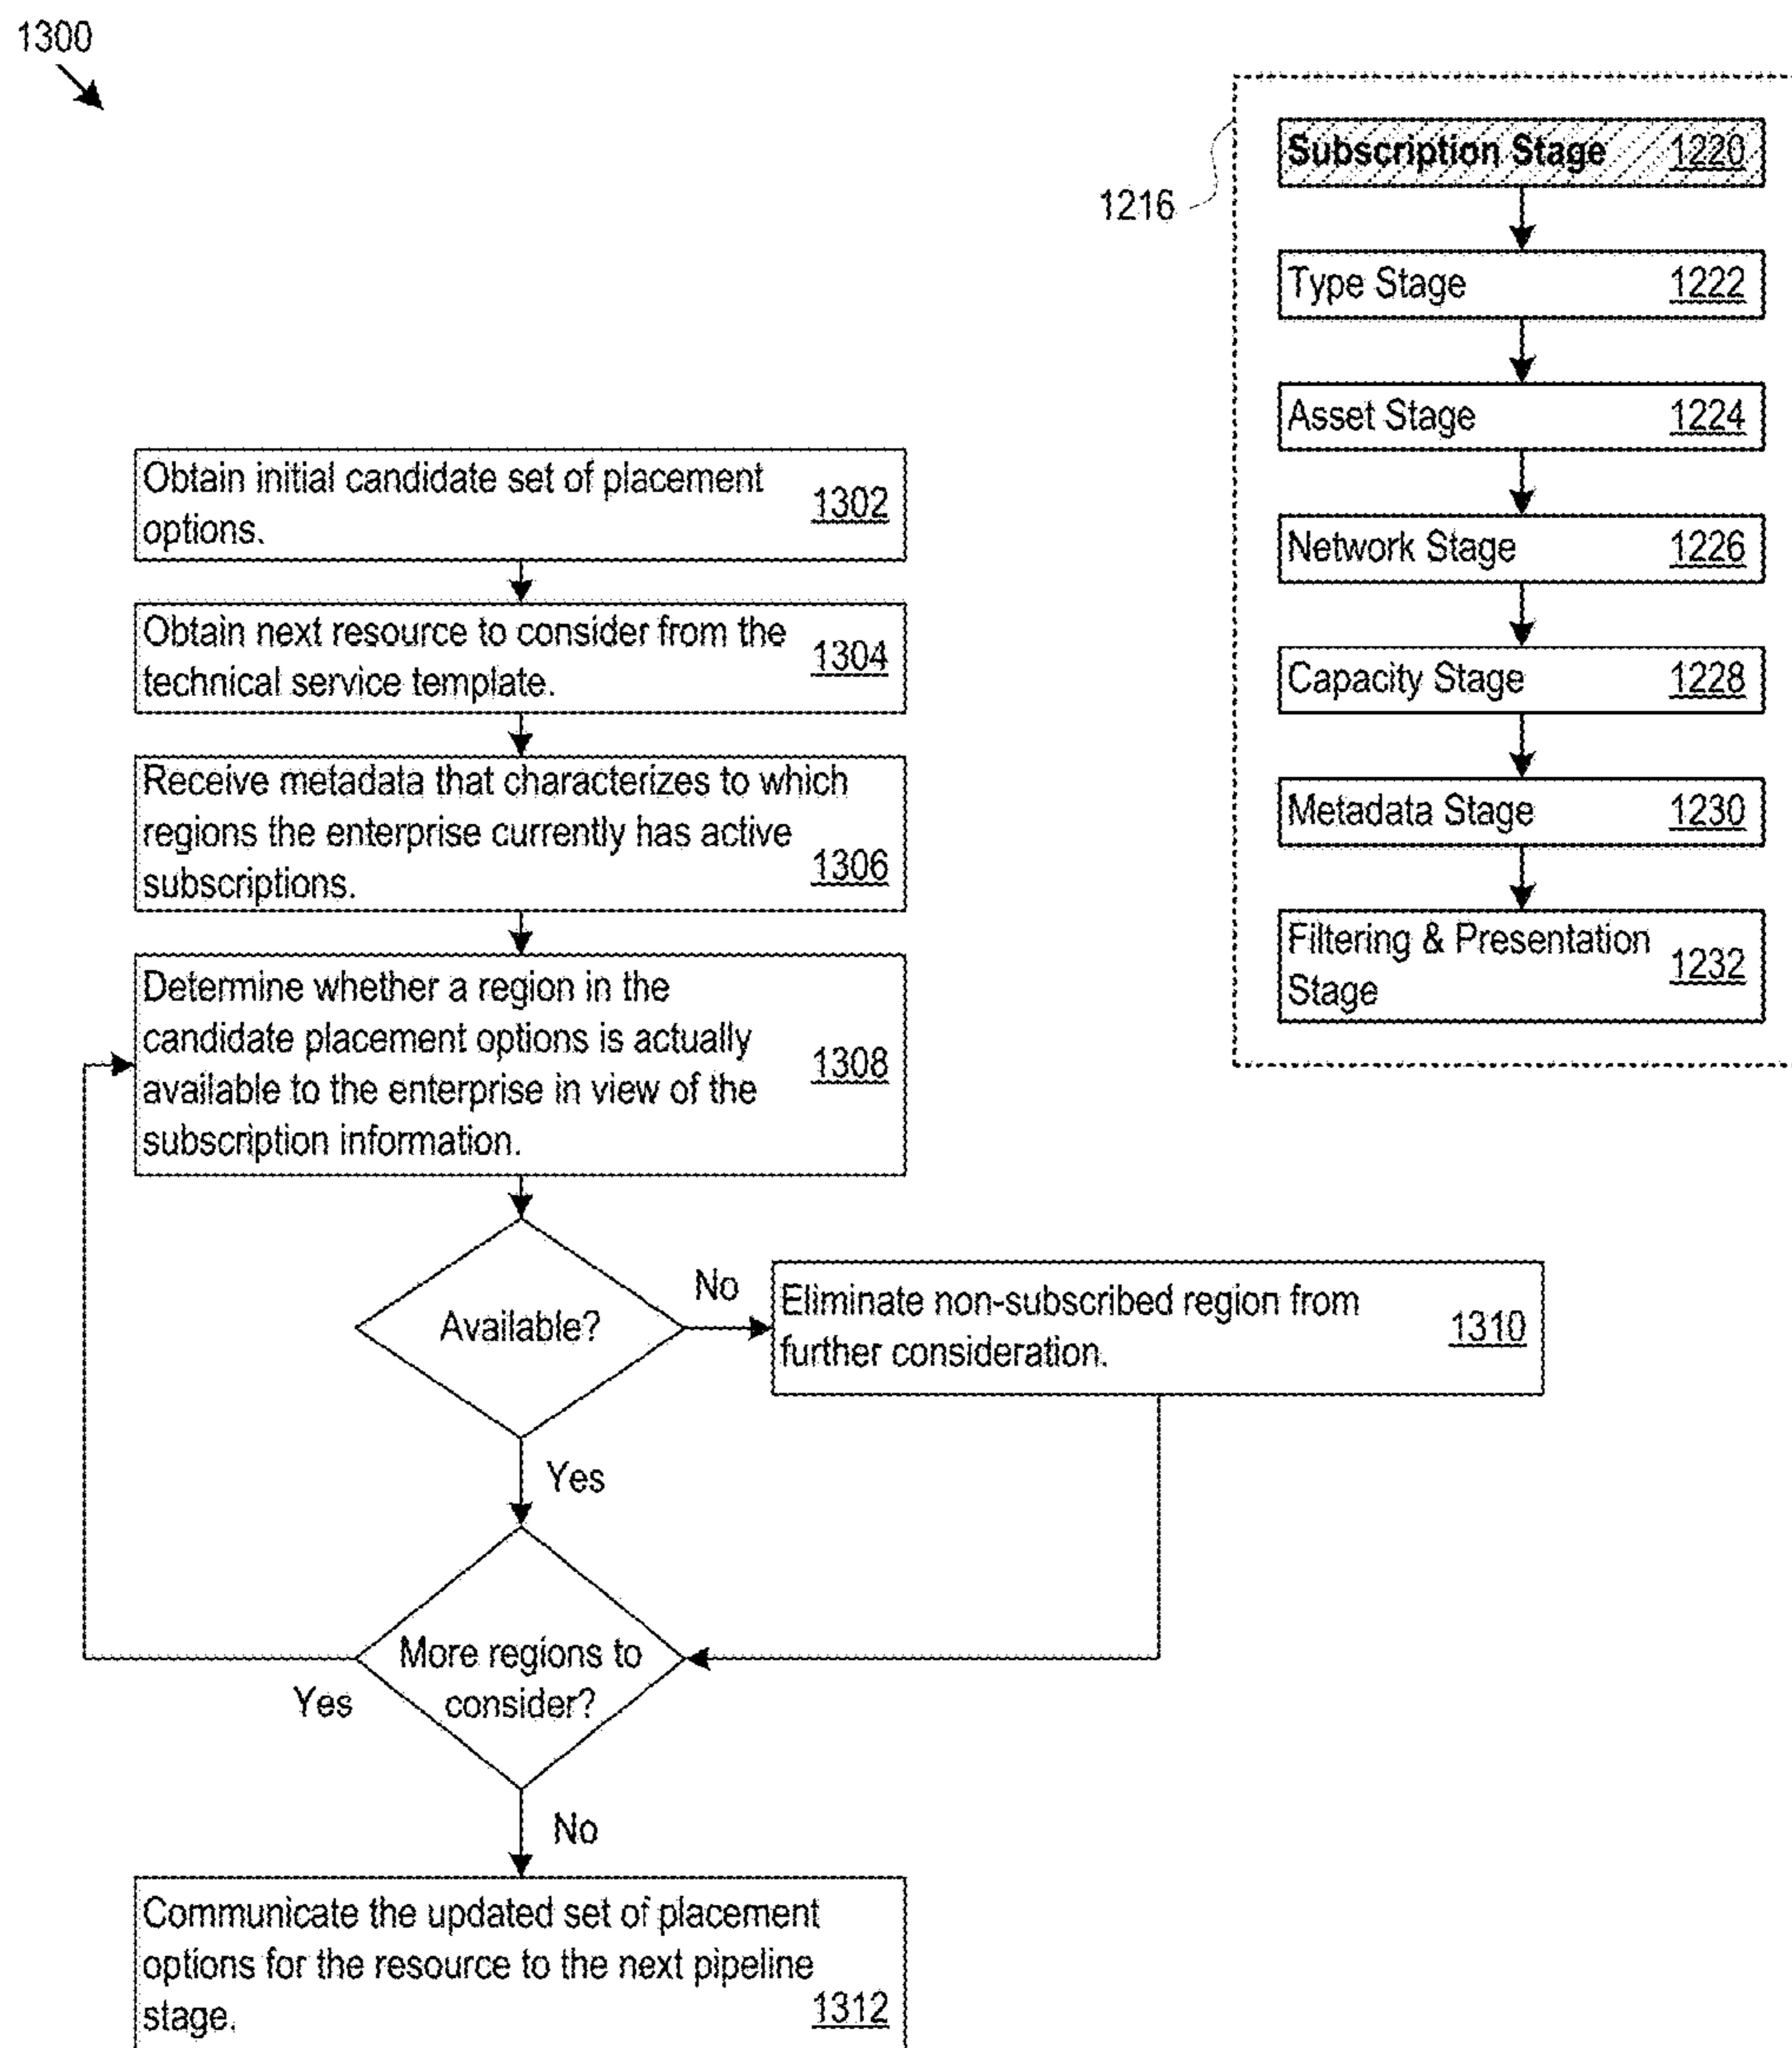 1300
1216
Subscription Stage 1220
Type Stage 1222
Asset Stage 1224
Network Stage 1226
Capacity Stage 1228
Metadata Stage 1230
Filtering & Presentation
Stage
1232
Obtain initial candidate set of placement
options.
1302
Obtain next resource to consider from the
technical service template.
1304
Receive metadata that characterizes to which
regions the enterprise currently has active
subscriptions.
1306
Determine whether a region in the
candidate placement options is actually
available to the enterprise in view of the
subscription information.
1308
Available?
No
Eliminate non-subscribed region from
further consideration.
1310
Yes
More regions to
consider?
Yes
No
Communicate the updated set of placement
options for the resource to the next pipeline
stage.
1312